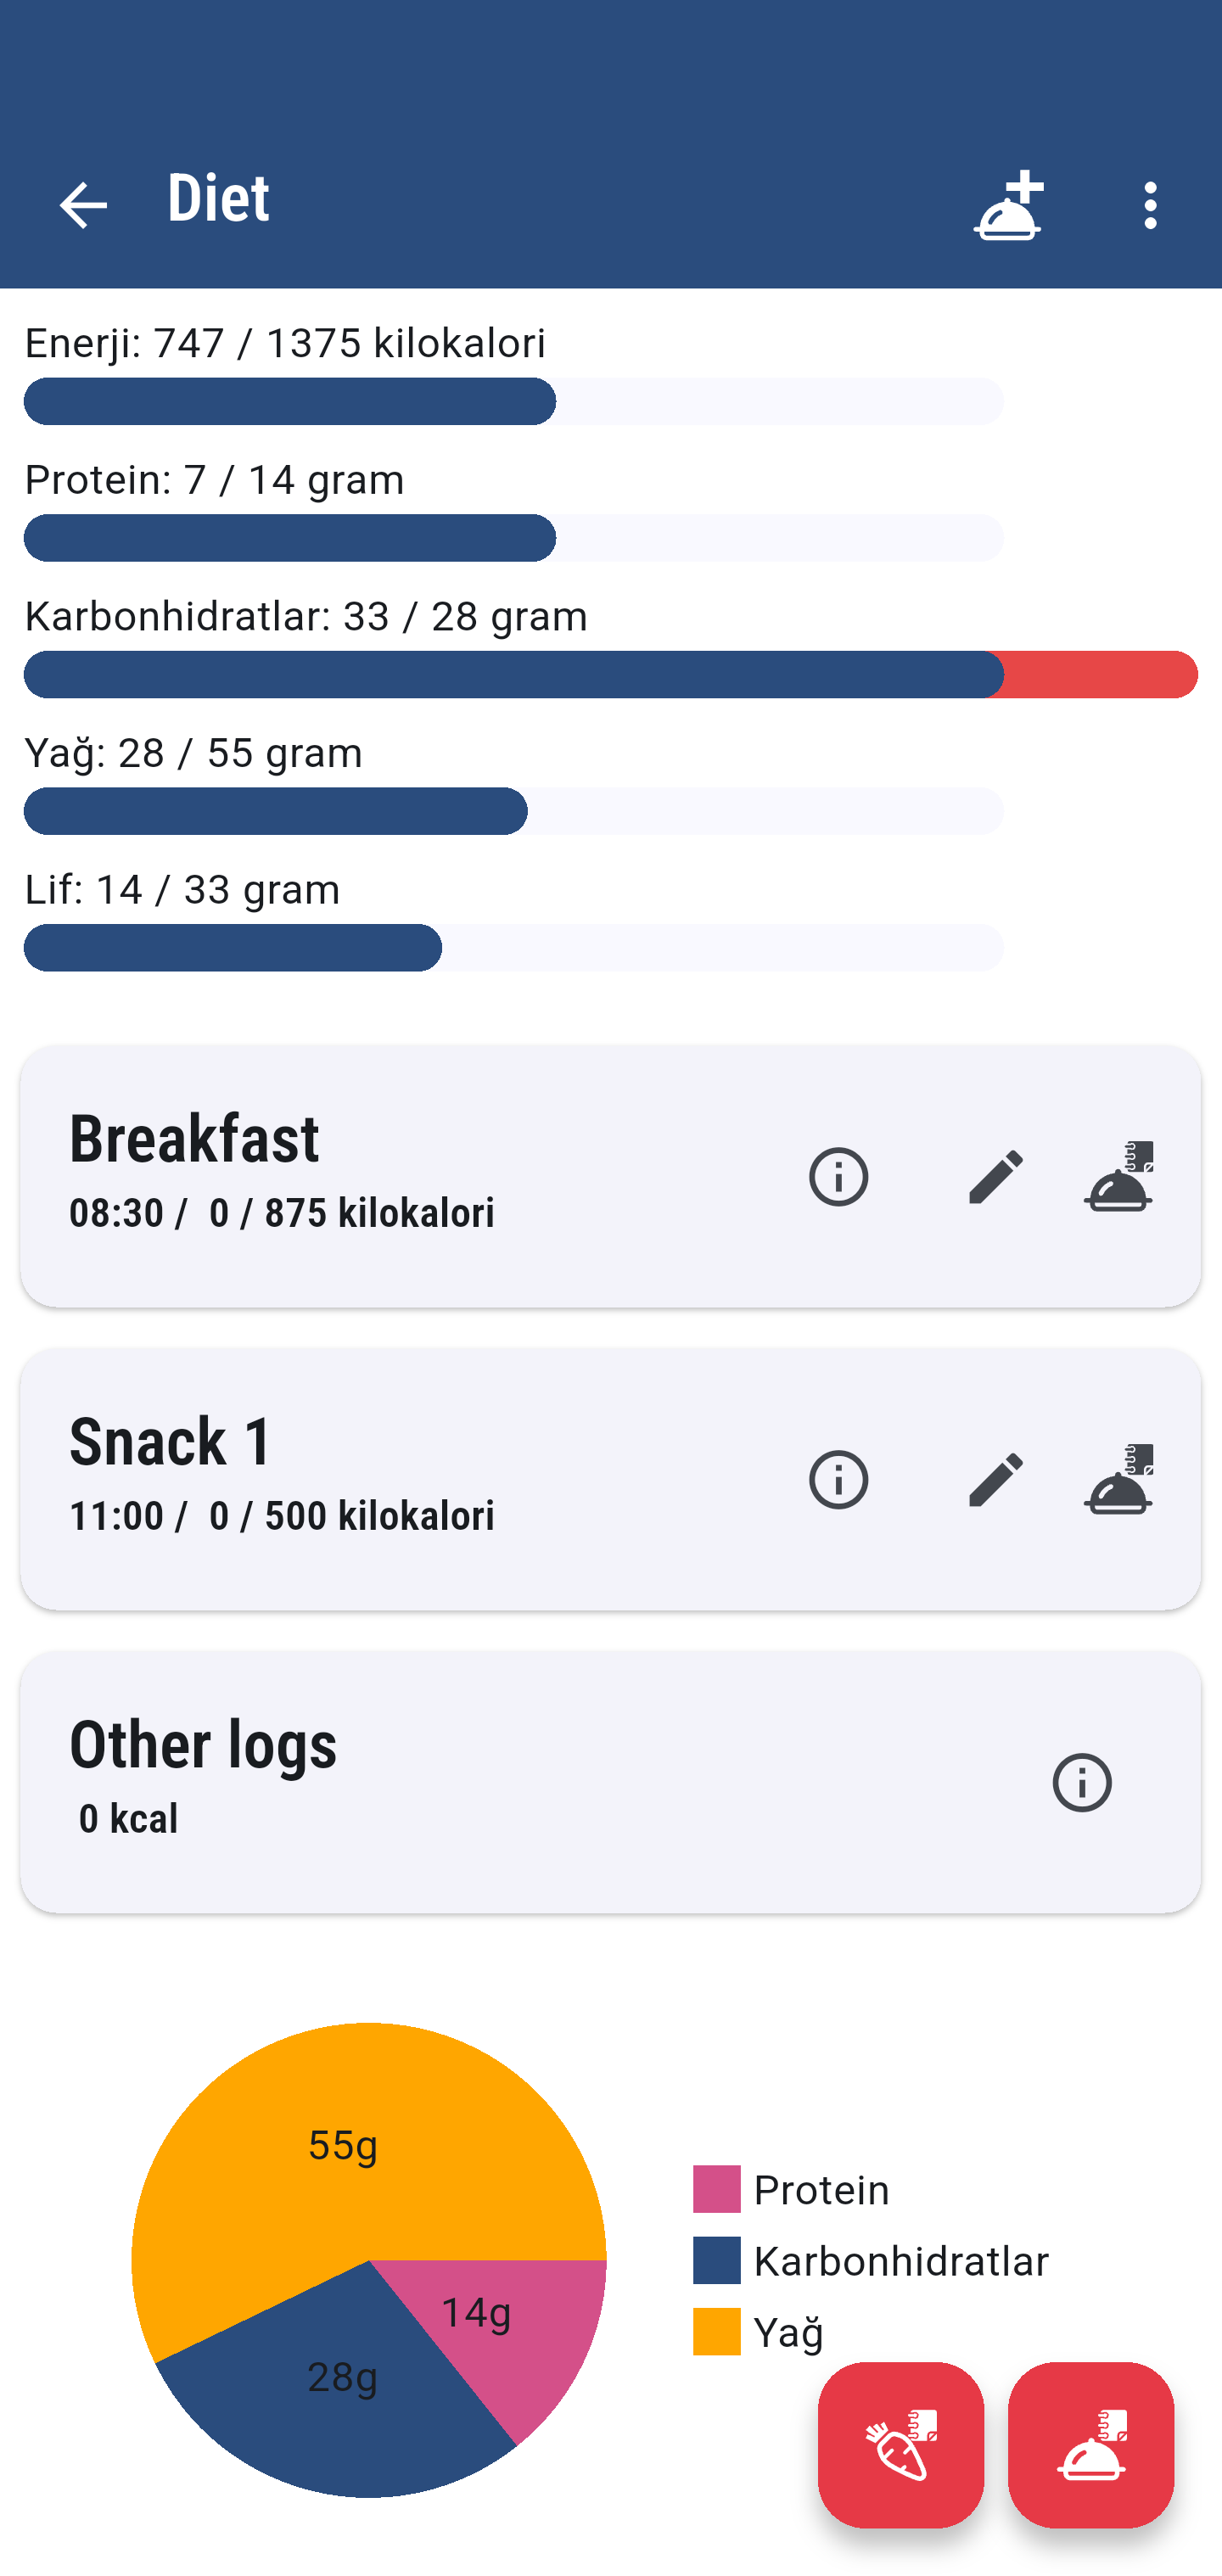 Diet
Enerji: 747 / 1375 kilokalori
Protein: 7 / 14 gram
Karbonhidratlar: 33 / 28 gram
Yağ: 28 / 55 gram
Lif: 14 / 33 gram
Breakfast
08:30 /  0 / 875 kilokalori
Snack 1
11:00 /  0 / 500 kilokalori
Other logs
0 kcal
55g
14g
28g
Protein
Karbonhidratlar
Yağ